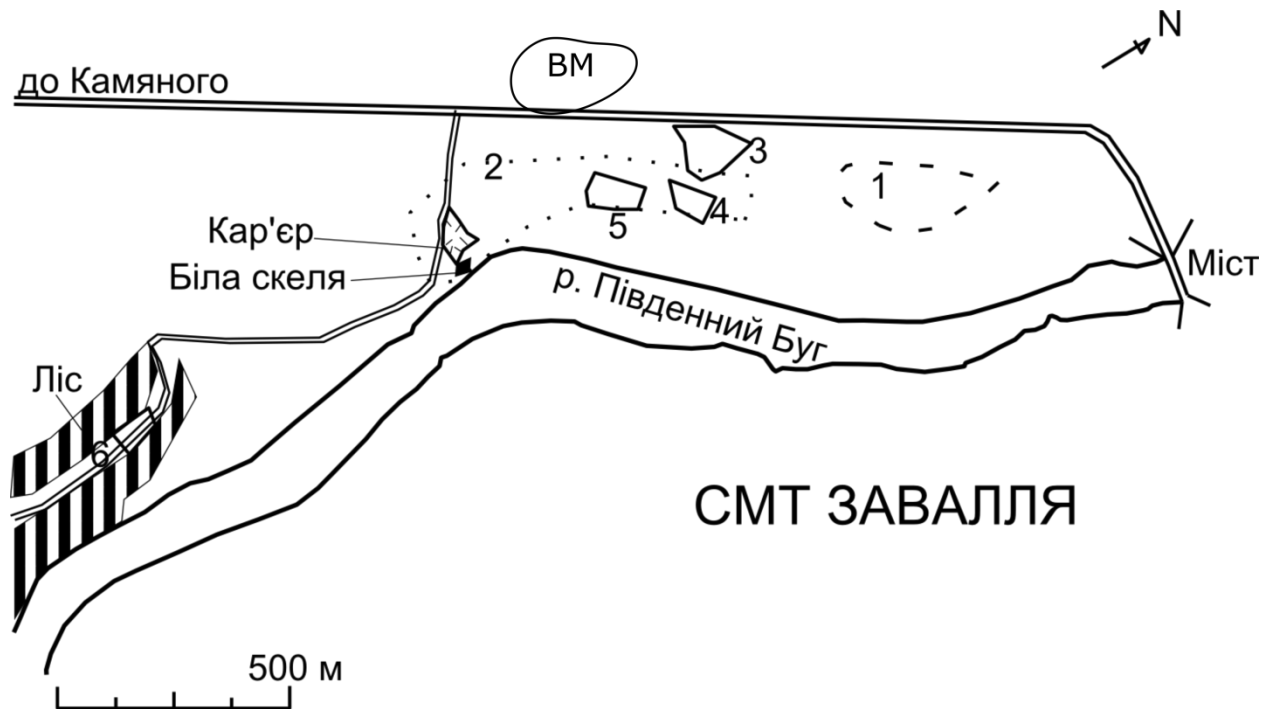 N
ВМ
до Камяного
3
2
1
4
5
Кар'єр
Біла скеля
Міст
р. Південний Буг
Ліс
6
СМТ ЗАВАЛЛЯ
500 м